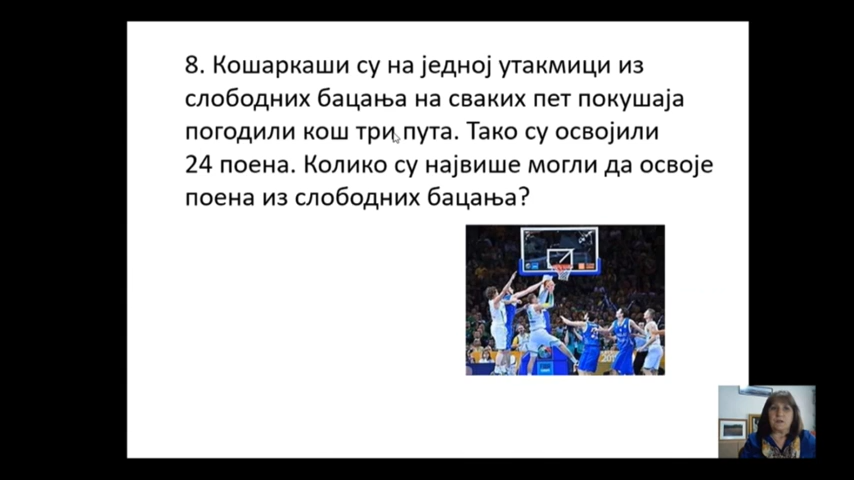 8. Кошаркаши су на једној утакмици из
слободних бацања на сваких пет покушаја
погодили кош три пута. Тако су освојили
24 поена. Колико су највише могли да освоје
поена из слободних бацања?